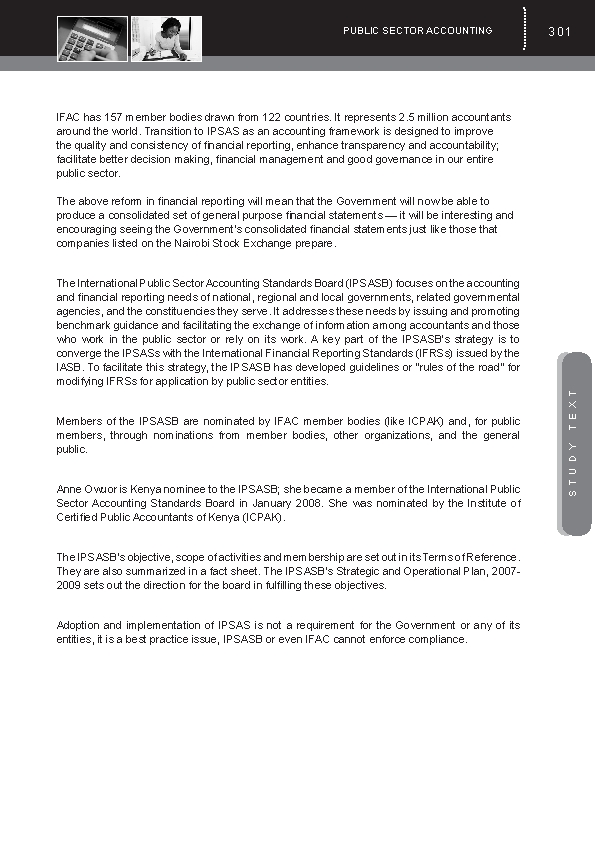 PUBLIC SECTOR ACCOUNTING 301
IFAC has 157 member bodies drawn from 122 countries. It represents 2.5 million accountants
around the world. Transition to IPSAS as an accounting framework is designed to improve
the quality and consistency of financial reporting, enhance transparency and accountability;
facilitate better decision making, financial management and good governance in our entire
public sector.
The above reform in financial reporting will mean that the Government will now be able to
produce a consolidated set of general purpose financial statements — it will be interesting and
encouraging seeing the Government's consolidated financial statements just like those that
companies listed on the Nairobi Stock Exchange prepare.
The International Public Sector Accounting Standards Board (IPSASB) focuses on the accounting
and financial reporting needs of national, regional and local governments, related governmental
agencies, and the constituencies they serve. It addresses these needs by issuing and promoting
benchmark guidance and facilitating the exchange of information among accountants and those
who work in the public sector or rely on its work. A key part of the IPSASB's strategy is to
converge the IPSASs with the International Financial Reporting Standards (IFRSs) issued by the
IASB. To facilitate this strategy, the IPSASB has developed guidelines or "rules of the road" for
modifying IFRSs for application by public sector entities.
Members of the IPSASB are nominated by IFAC member bodies (like ICPAK) and, for public
members, through nominations from member bodies, other organizations, and the general
public.
Anne Owuor is Kenya nominee to the IPSASB; she became a member of the International Public
Sector Accounting Standards Board in January 2008. She was nominated by the Institute of
Certified Public Accountants of Kenya (ICPAK).
The IPSASB's objective, scope of activities and membership are set out in its Terms of Reference.
They are also summarized in a fact sheet. The IPSASB's Strategic and Operational Plan, 2007-
2009 sets out the direction for the board in fulfilling these objectives.
Adoption and implementation of IPSAS is not a requirement for the Government or any of its
entities, it is a best practice issue, IPSASB or even IFAC cannot enforce compliance.
STUDY TEXT